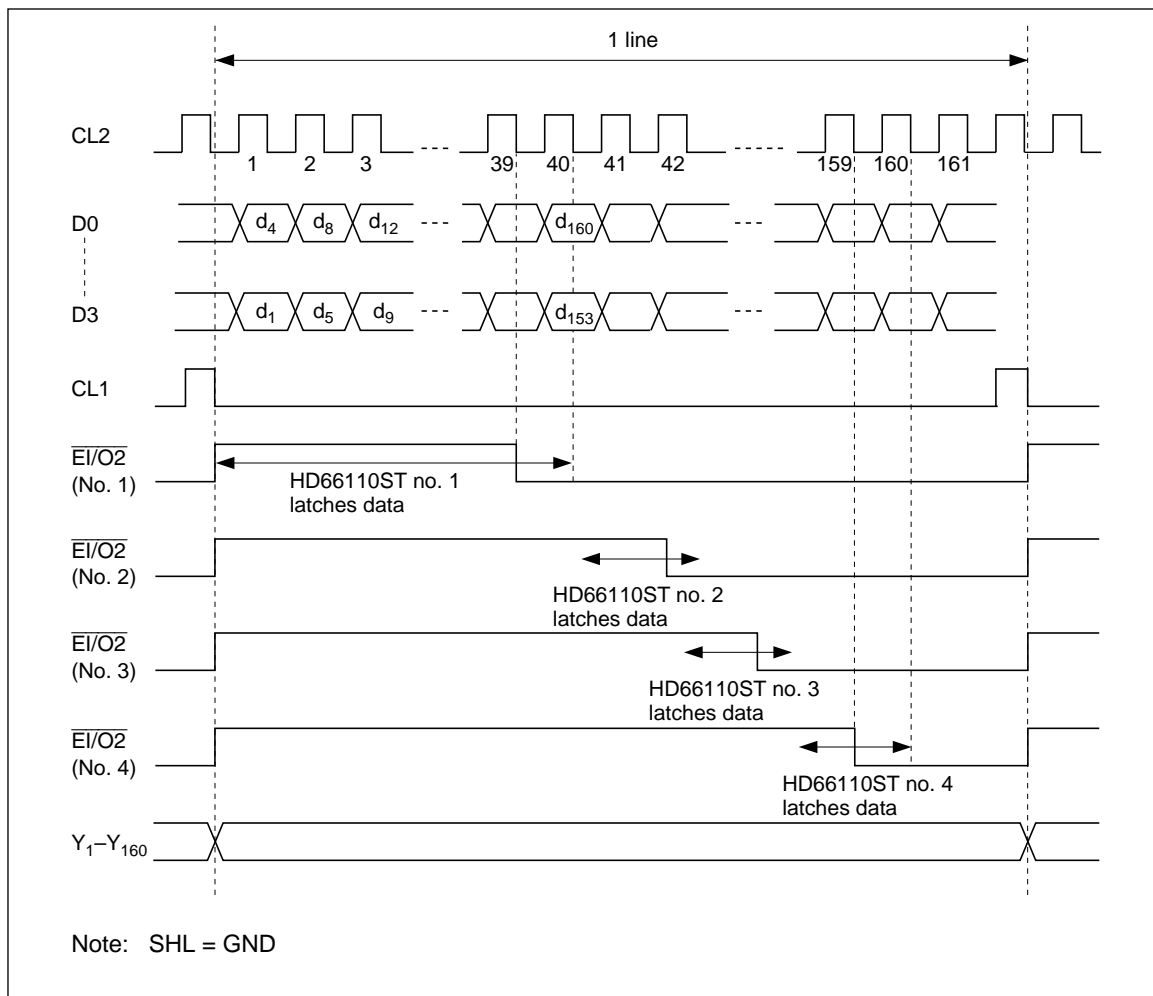 1 line
CL2
1 2 3 39 40 41 42 159 160 161
D0
d4 d8 d12 d160
D3
d1 d5 d9 d153
CL1
EI/O2
(No. 1)
HD66110ST no. 1
latches data
EI/O2
(No. 2)
HD66110ST no. 2
latches data
EI/O2
(No. 3)
HD66110ST no. 3
latches data
EI/O2
(No. 4)
HD66110ST no. 4
latches data
Y1–Y160
Note: SHL = GND